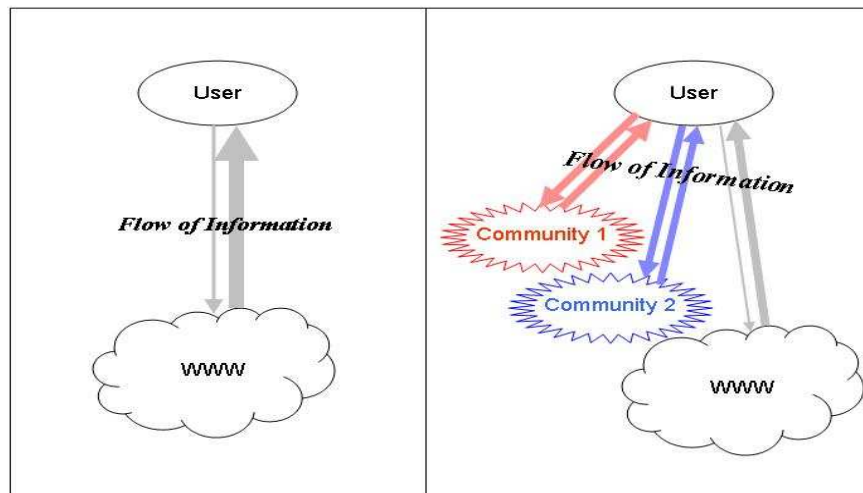 User
Flow of Information
WWW
User
Flow of Information
Community 1
Community 2
WWW